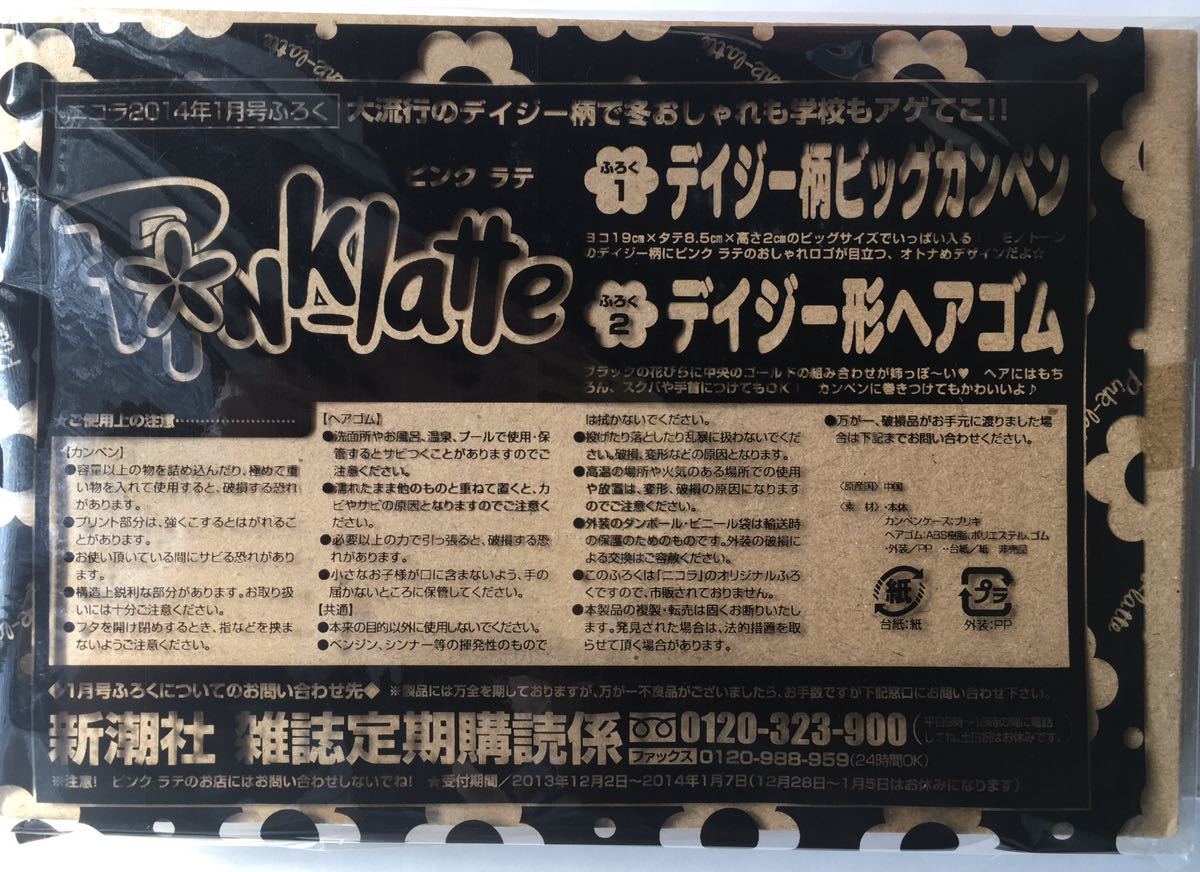 ニコラ2014年1月号ふろく
大流行のデイジー柄で冬おしゃれも学校もアゲてこ!!
ピンク ラテ
PINK-latte
ふろく1 デイジー柄ビッグカンペン
ヨコ19cm×タテ8.5cm×高さ2cmのビッグサイズでいっぱい入る! モノトーン
のデイジー柄にピンク ラテのおしゃれロゴが目立つ、オトナめデザインだよ☆
ふろく2 デイジー形ヘアゴム
ブラックの花びらに中央のゴールドの組み合わせが姉っぽ〜い♥ ヘアにはもち
ろん、スクバや手首につけてもOK! カンペンに巻きつけてもかわいいよ♪
★ご使用上の注意
【カンペン】
●容量以上の物を詰め込んだり、極めて重
い物を入れて使用すると、破損する恐れ
があります。
●プリント部分は、強くこするとはがれるこ
とがあります。
●お使い頂いている間にサビる恐れがあり
ます。
●構造上鋭利な部分があります。お取り扱
いには十分ご注意ください。
●フタを開け閉めするとき、指などを挟ま
ないようご注意ください。
【ヘアゴム】
●洗面所やお風呂、温泉、プールで使用・保
管するとサビつくことがありますのでご
注意ください。
●濡れたまま他のものと重ねて置くと、カ
ビやサビの原因となりますのでご注意く
ださい。
●必要以上の力で引っ張ると、破損する恐
れがあります。
●小さなお子様が口に含まないよう、手の
届かないところに保管してください。
【共通】
●本来の目的以外に使用しないでください。
●ベンジン、シンナー等の揮発性のもので
は拭かないでください。
●投げたり落としたり乱暴に扱わないでくだ
さい。破損、変形などの原因となります。
●高温の場所や火気のある場所での使用
や放置は、変形、破損の原因になります
のでご注意ください。
●外装のダンボール・ビニール袋は輸送時
の保護のためのものです。外装の破損に
よる交換はご容赦ください。
●このふろくは「ニコラ」のオリジナルふろ
くですので、市販されておりません。
●本製品の複製・転売は固くお断りいたし
ます。発見された場合は、法的措置を取
らせて頂く場合があります。
●万が一、破損品がお手元に渡りました場
合は下記までお問い合わせください。
〈原産国〉中国
〈素 材〉・本体
カンペンケース:ブリキ
ヘアゴム:ABS樹脂、ポリエステル、ゴム
・外装/PP ・台紙/紙 非売品
紙
台紙:紙
プラ
外装:PP
◆1月号ふろくについてのお問い合わせ先◆ ※製品には万全を期しておりますが、万が一不良品がございましたら、お手数ですが下記窓口にお問い合わせ下さい。
新潮社 雑誌定期購読係 0120-323-900 (平日9時〜18時の間に電話
してね。土日祝はお休みです。)
ファックス 0120-988-959(24時間OK)
※注意! ピンク ラテのお店にはお問い合わせしないでね! ★受付期間/2013年12月2日〜2014年1月7日(12月28日〜1月5日はお休みになります)
Pink-latte
Pink-latte
Pink-latte